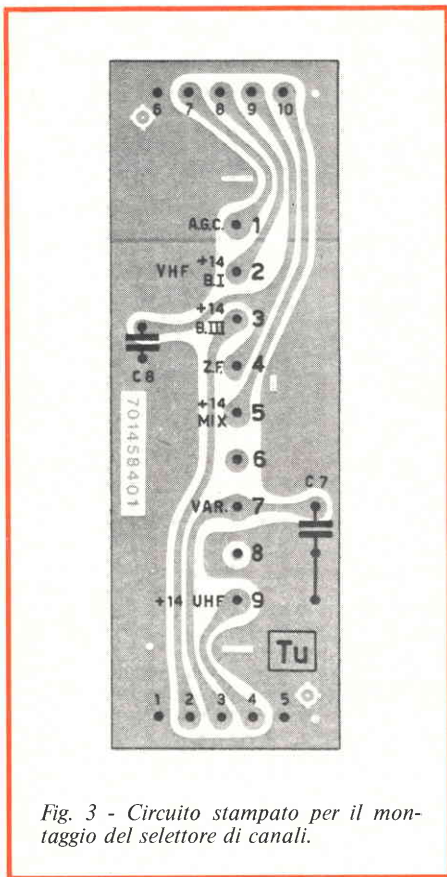 6 7 8 9 10
A.G.C. 1
VHF +14 B.I 2
+14 B.III 3
Z.F. 4
C8
+14 MIX 5
701458401
6
C7
VAR. 7
8
+14 UHF 9
Tu
1 2 3 4 5
Fig. 3 - Circuito stampato per il mon-
taggio del selettore di canali.